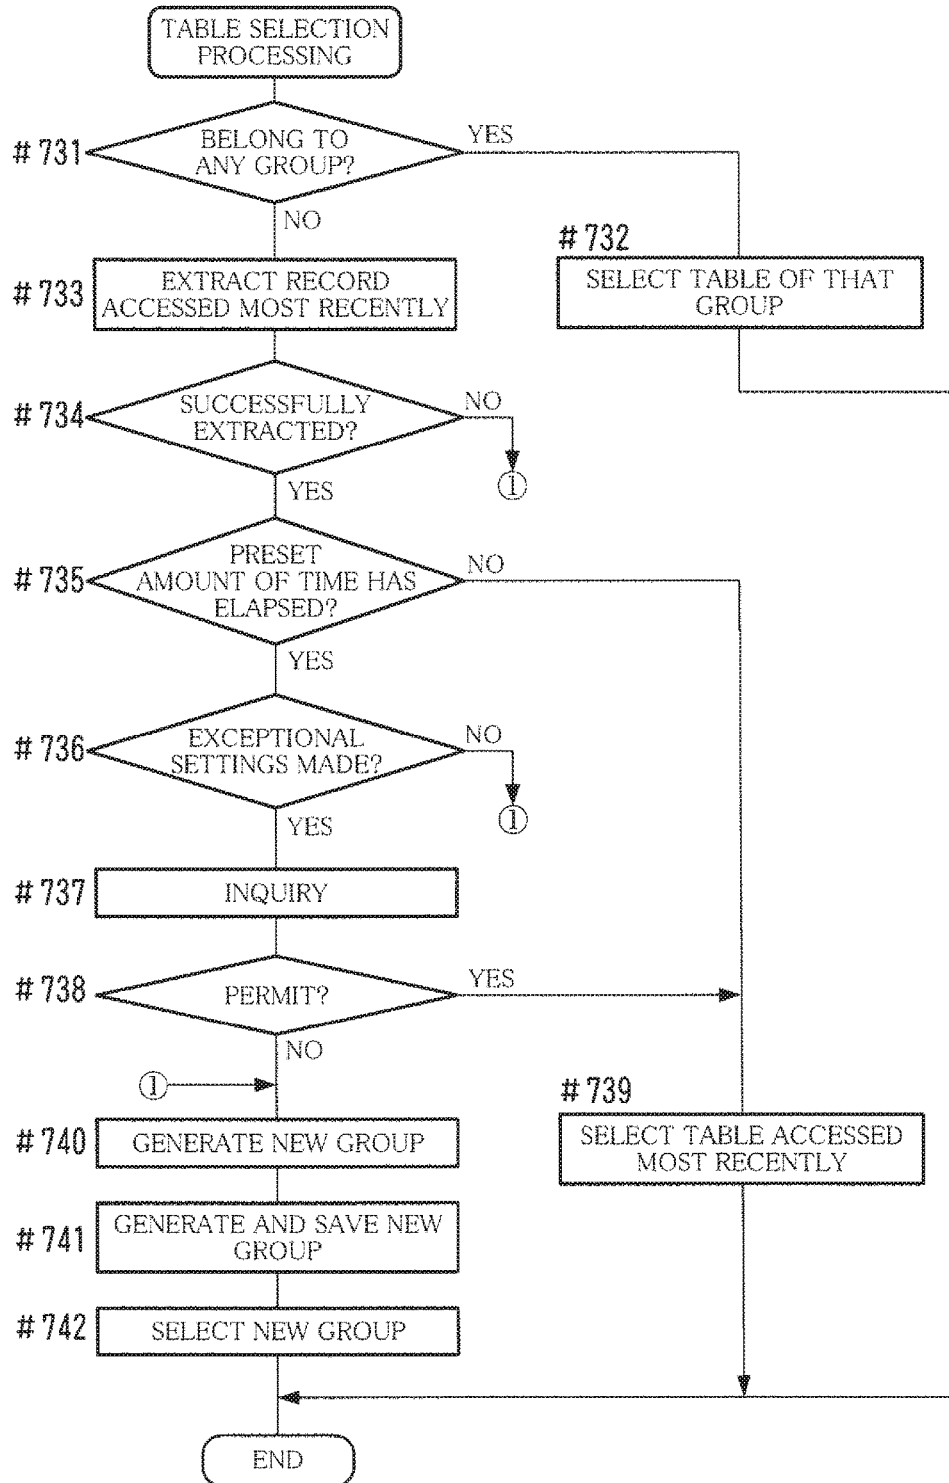 TABLE SELECTION
PROCESSING
# 731
BELONG TO
ANY GROUP?
YES
NO
# 732
SELECT TABLE OF THAT
GROUP
# 733
EXTRACT RECORD
ACCESSED MOST RECENTLY
# 734
SUCCESSFULLY
EXTRACTED?
NO
①
YES
# 735
PRESET
AMOUNT OF TIME HAS
ELAPSED?
NO
YES
# 736
EXCEPTIONAL
SETTINGS MADE?
NO
①
YES
# 737
INQUIRY
# 738
PERMIT?
YES
NO
①
# 739
SELECT TABLE ACCESSED
MOST RECENTLY
# 740
GENERATE NEW GROUP
# 741
GENERATE AND SAVE NEW
GROUP
# 742
SELECT NEW GROUP
END